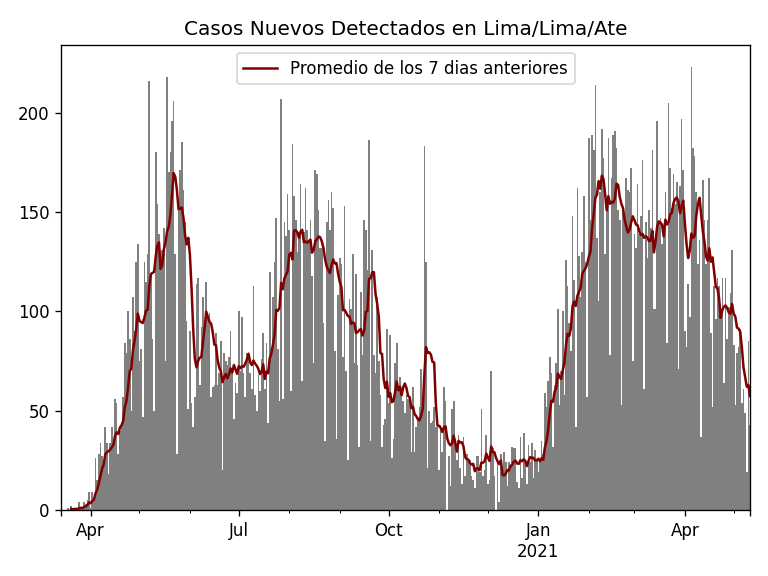 Casos Nuevos Detectados en Lima/Lima/Ate
Promedio de los 7 dias anteriores
200
150
100
50
0
Apr Jul Oct Jan Apr
2021